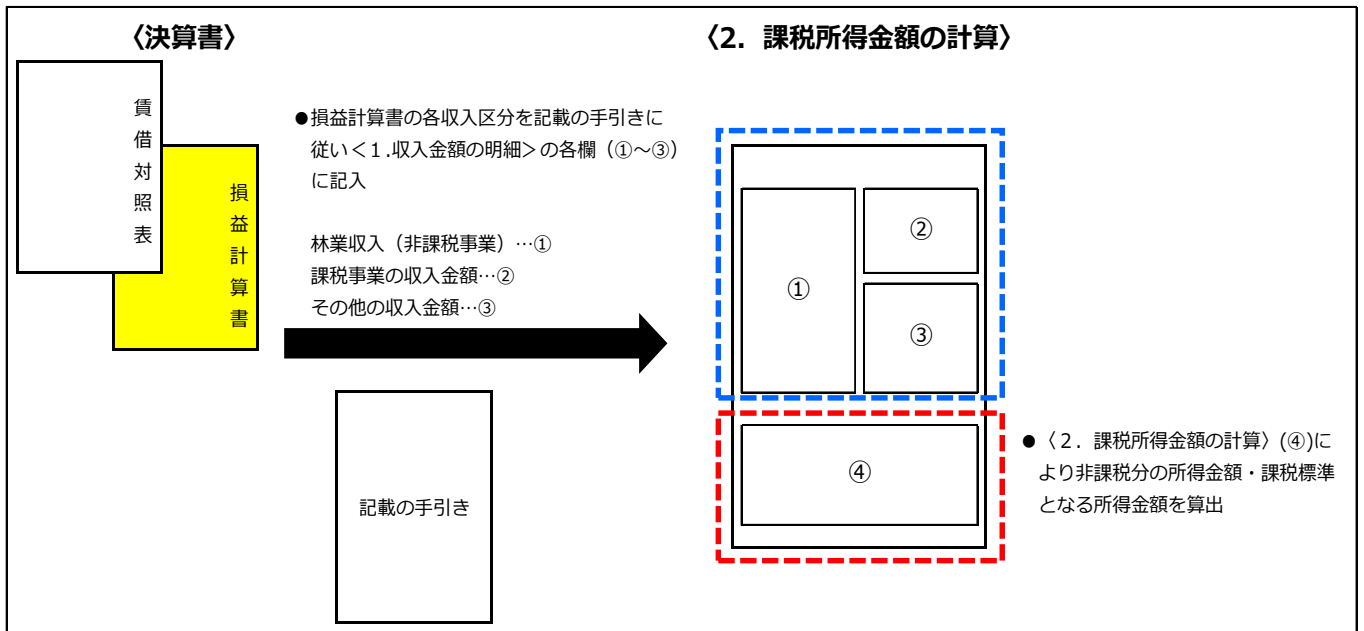 〈決算書〉
賃借対照表
損益計算書
●損益計算書の各収入区分を記載の手引きに
従い＜１.収入金額の明細＞の各欄（①～③）
に記入
林業収入（非課税事業）…①
課税事業の収入金額…②
その他の収入金額…③
記載の手引き
〈2．課税所得金額の計算〉
①
②
③
④
●〈２．課税所得金額の計算〉(④)に
より非課税分の所得金額・課税標準
となる所得金額を算出